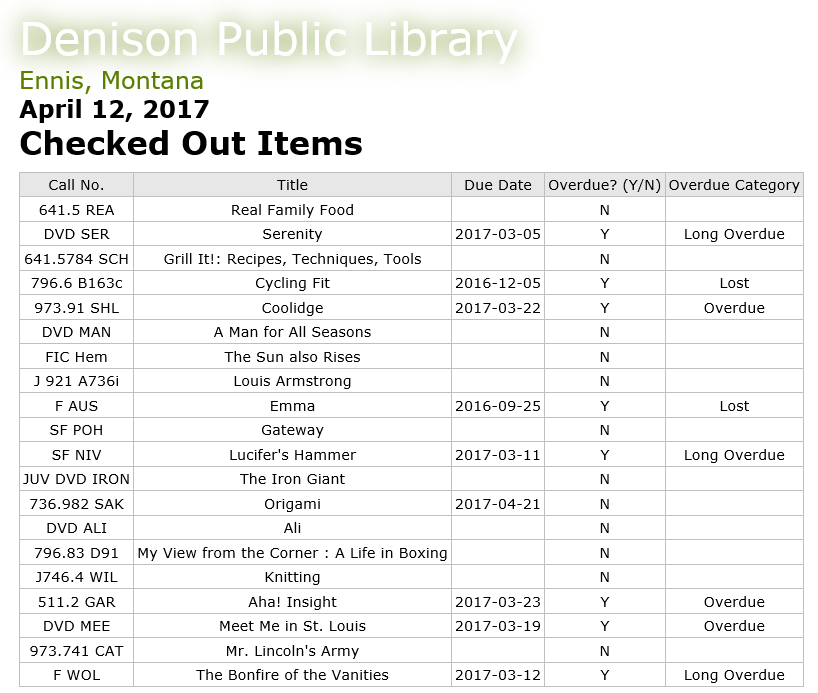 Denison Public Library
Ennis, Montana
April 12, 2017
Checked Out Items
Call No. Title Due Date Overdue? (Y/N) Overdue Category
641.5 REA Real Family Food N
DVD SER Serenity 2017-03-05 Y Long Overdue
641.5784 SCH Grill It!: Recipes, Techniques, Tools N
796.6 B163c Cycling Fit 2016-12-05 Y Lost
973.91 SHL Coolidge 2017-03-22 Y Overdue
DVD MAN A Man for All Seasons N
FIC Hem The Sun also Rises N
J 921 A736i Louis Armstrong N
F AUS Emma 2016-09-25 Y Lost
SF POH Gateway N
SF NIV Lucifer's Hammer 2017-03-11 Y Long Overdue
JUV DVD IRON The Iron Giant N
736.982 SAK Origami 2017-04-21 N
DVD ALI Ali N
796.83 D91 My View from the Corner : A Life in Boxing N
J746.4 WIL Knitting N
511.2 GAR Aha! Insight 2017-03-23 Y Overdue
DVD MEE Meet Me in St. Louis 2017-03-19 Y Overdue
973.741 CAT Mr. Lincoln's Army N
F WOL The Bonfire of the Vanities 2017-03-12 Y Long Overdue